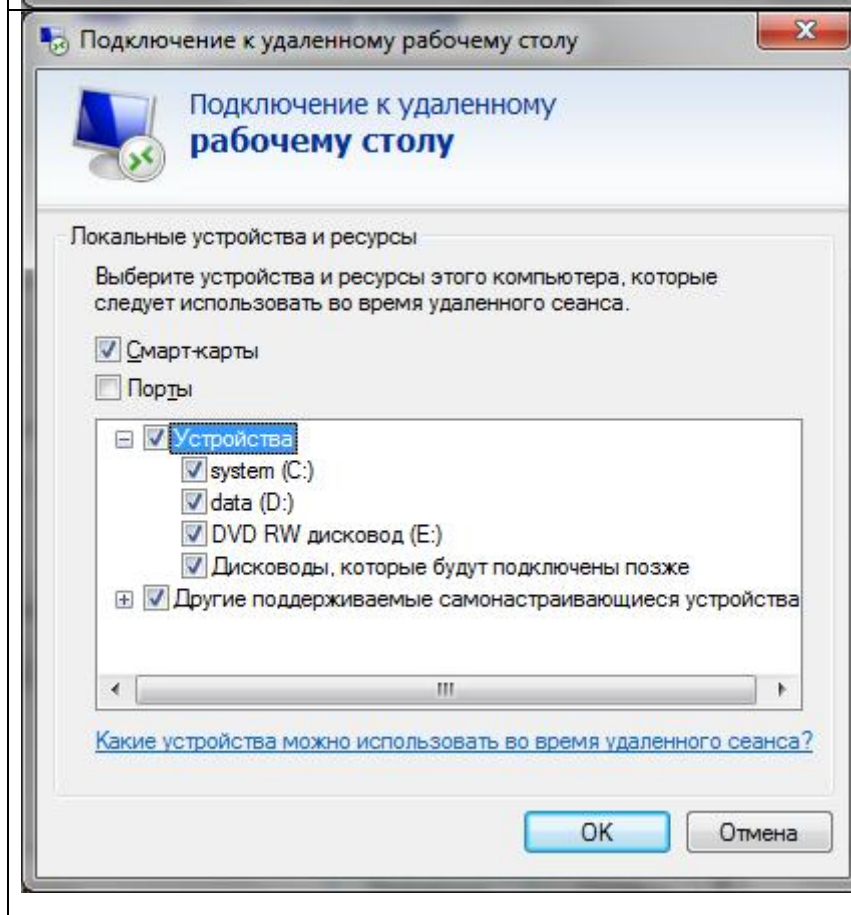 Подключение к удаленному рабочему столу
Подключение к удаленному
рабочему столу
Локальные устройства и ресурсы
Выберите устройства и ресурсы этого компьютера, которые
следует использовать во время удаленного сеанса.
Смарт-карты
Порты
Устройства
system (C:)
data (D:)
DVD RW дисковод (E:)
Дисководы, которые будут подключены позже
Другие поддерживаемые самонастраивающиеся устройства
Какие устройства можно использовать во время удаленного сеанса?
OK
Отмена